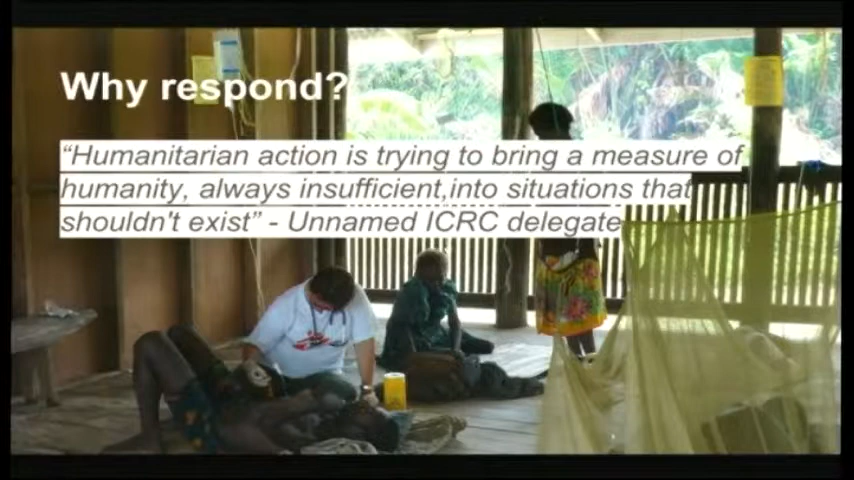 Why respond?
“Humanitarian action is trying to bring a measure of
humanity, always insufficient,into situations that
shouldn't exist” - Unnamed ICRC delegate